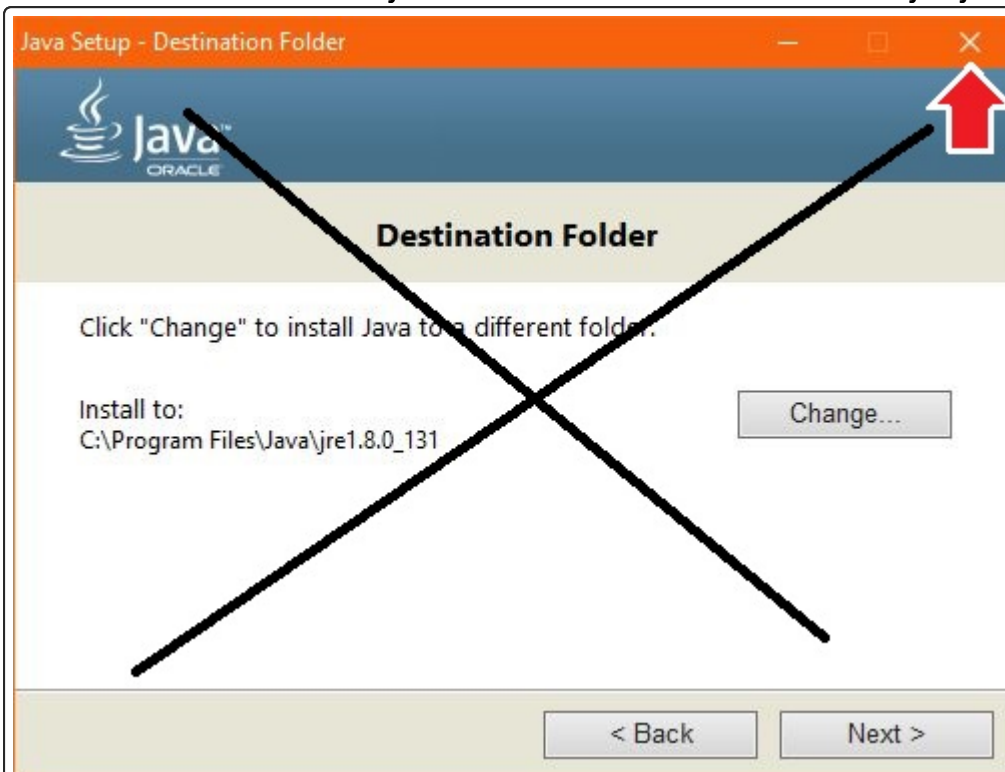 Java Setup - Destination Folder
Java™
ORACLE
Destination Folder
Click "Change" to install Java to a different folder.
Install to:
Change...
C:\Program Files\Java\jre1.8.0_131
< Back
Next >